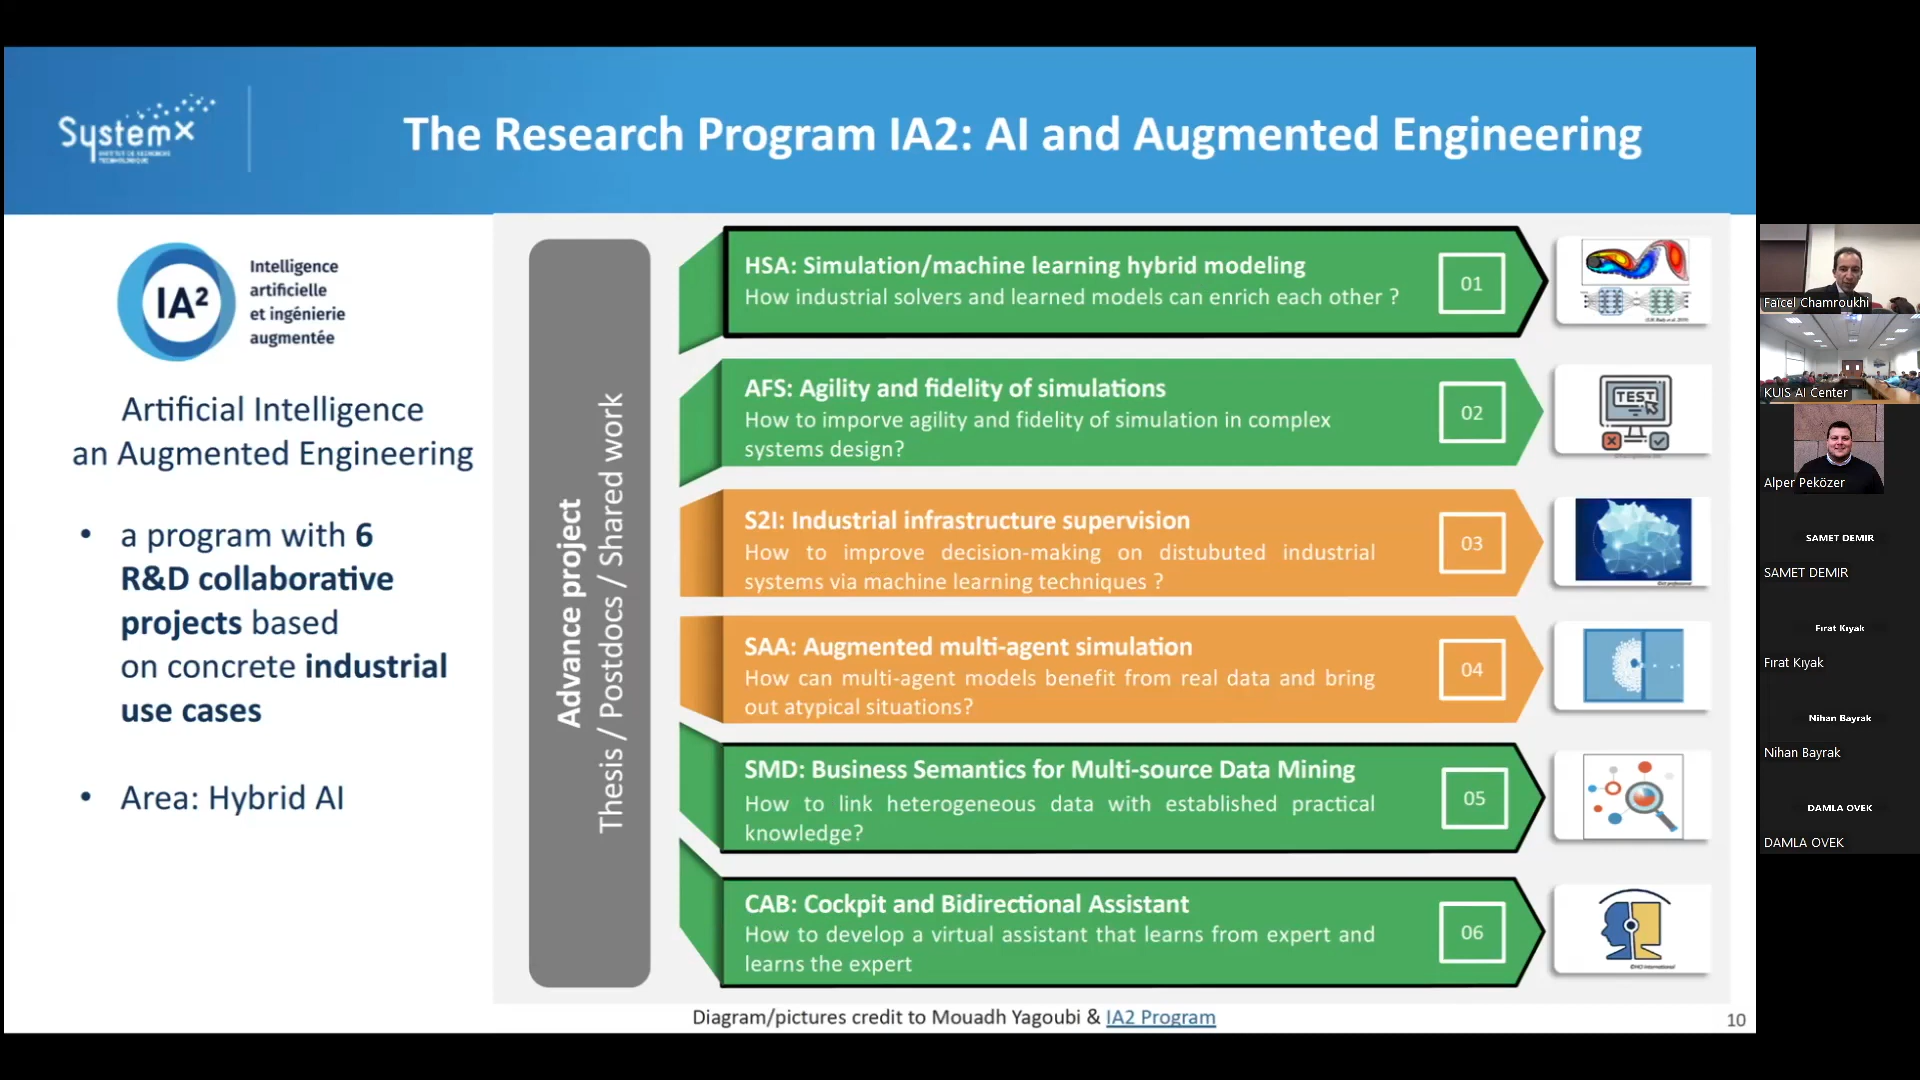 SystemX
INSTITUT DE RECHERCHE
TECHNOLOGIQUE
The Research Program IA2: AI and Augmented Engineering
IA²
Intelligence
artificielle
et ingénierie
augmentée
Artificial Intelligence
an Augmented Engineering
• a program with 6
R&D collaborative
projects based
on concrete industrial
use cases
• Area: Hybrid AI
Advance project
Thesis / Postdocs / Shared work
HSA: Simulation/machine learning hybrid modeling
How industrial solvers and learned models can enrich each other ?
01
AFS: Agility and fidelity of simulations
How to imporve agility and fidelity of simulation in complex
systems design?
02
TEST
S2I: Industrial infrastructure supervision
How to improve decision-making on distubuted industrial
systems via machine learning techniques ?
03
SAA: Augmented multi-agent simulation
How can multi-agent models benefit from real data and bring
out atypical situations?
04
SMD: Business Semantics for Multi-source Data Mining
How to link heterogeneous data with established practical
knowledge?
05
CAB: Cockpit and Bidirectional Assistant
How to develop a virtual assistant that learns from expert and
learns the expert
06
©HCI International
Diagram/pictures credit to Mouadh Yagoubi & IA2 Program
10
Faïcel Chamroukhi
KUIS AI Center
Alper Peközer
SAMET DEMIR
SAMET DEMIR
Fırat Kıyak
Fırat Kıyak
Nihan Bayrak
Nihan Bayrak
DAMLA OVEK
DAMLA OVEK